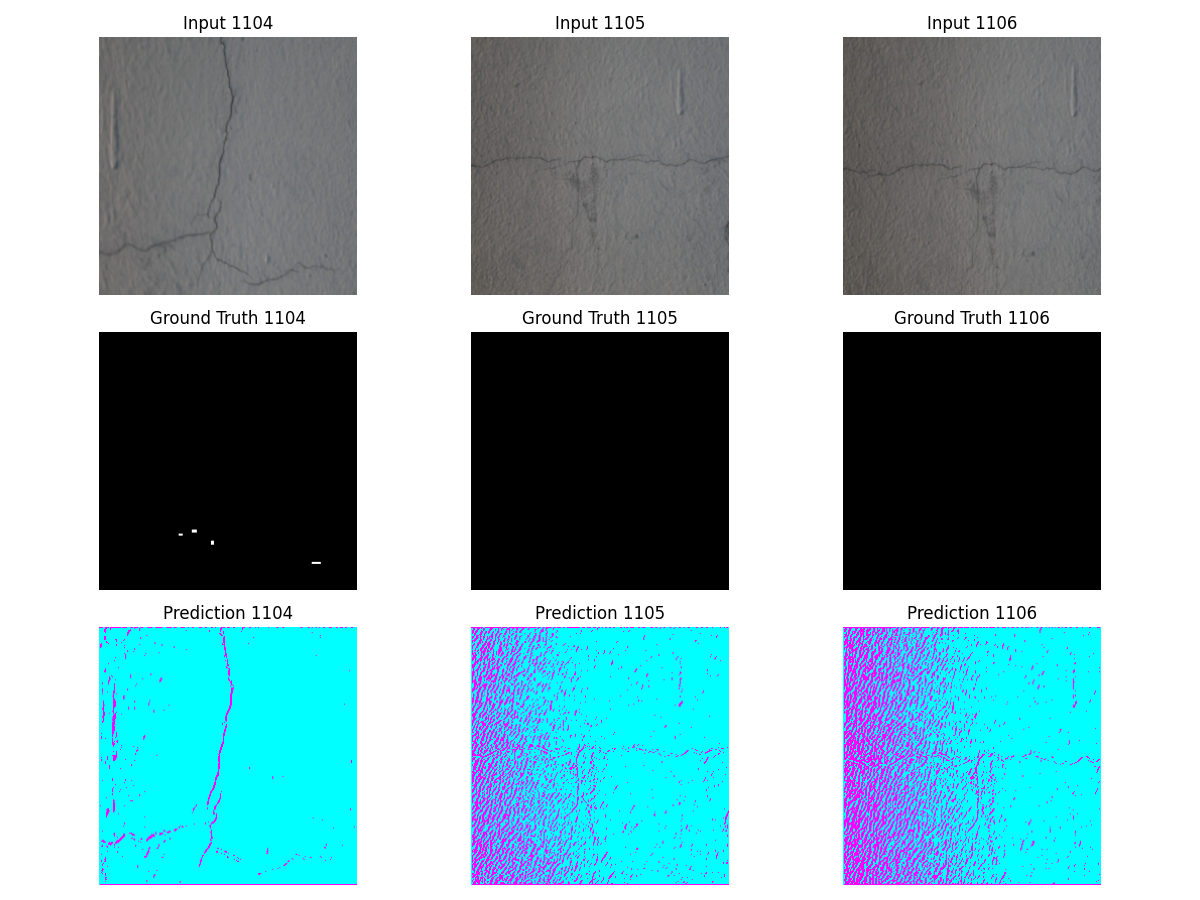 Input 1104
Input 1105
Input 1106
Ground Truth 1104
Ground Truth 1105
Ground Truth 1106
Prediction 1104
Prediction 1105
Prediction 1106